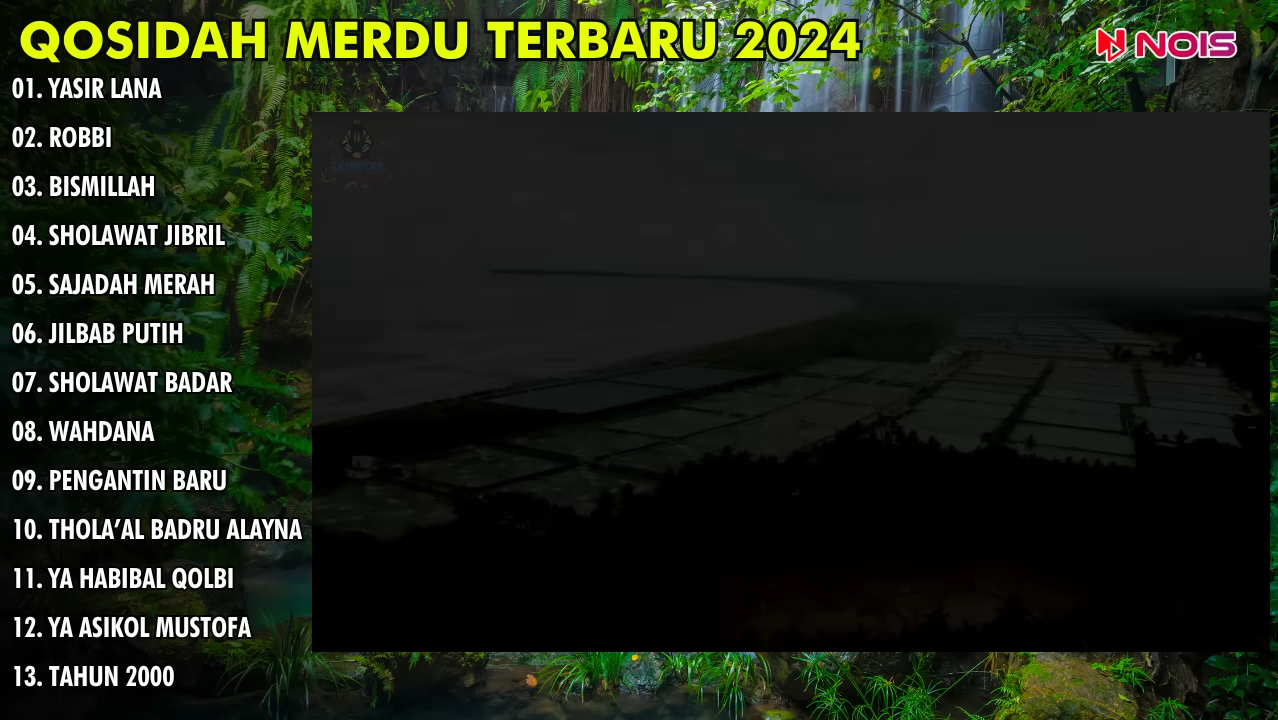 QOSIDAH MERDU TERBARU 2024
NOIS
01. YASIR LANA
02. ROBBI
03. BISMILLAH
04. SHOLAWAT JIBRIL
05. SAJADAH MERAH
06. JILBAB PUTIH
07. SHOLAWAT BADAR
08. WAHDANA
09. PENGANTIN BARU
10. THOLA’AL BADRU ALAYNA
11. YA HABIBAL QOLBI
12. YA ASIKOL MUSTOFA
13. TAHUN 2000